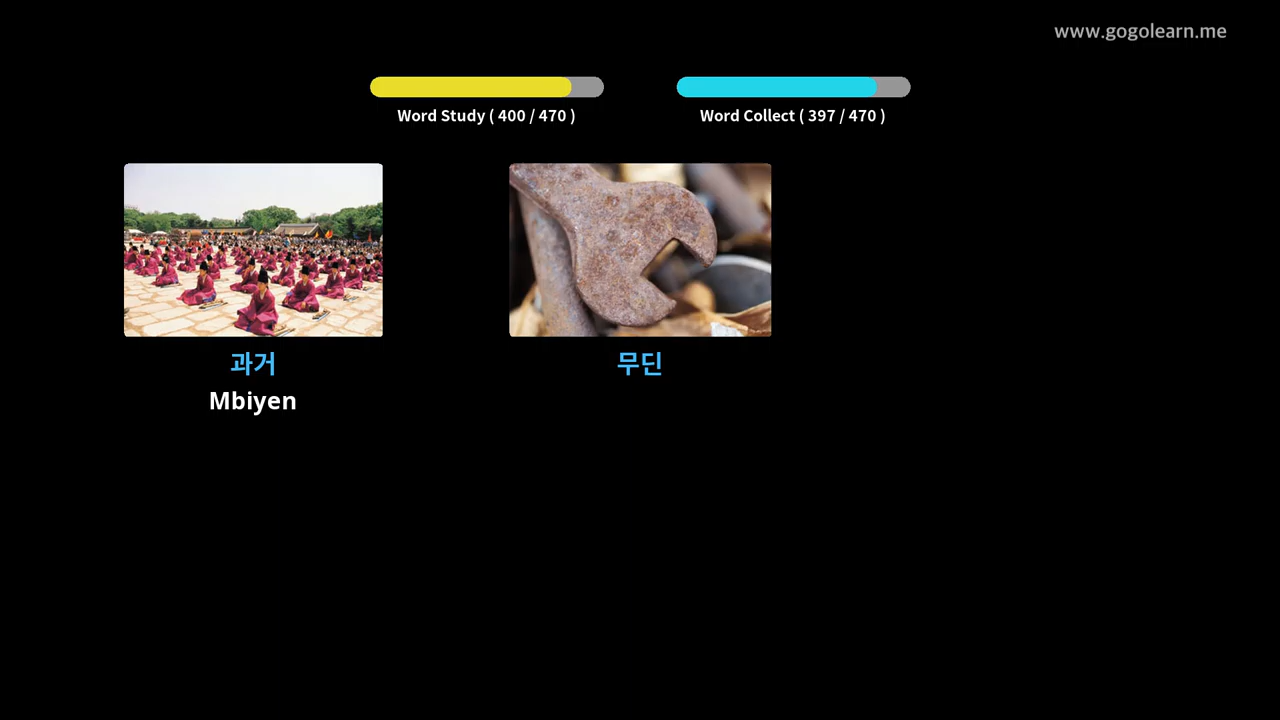 www.gogolearn.me
Word Study ( 400 / 470 )
Word Collect ( 397 / 470 )
과거
Mbiyen
무딘